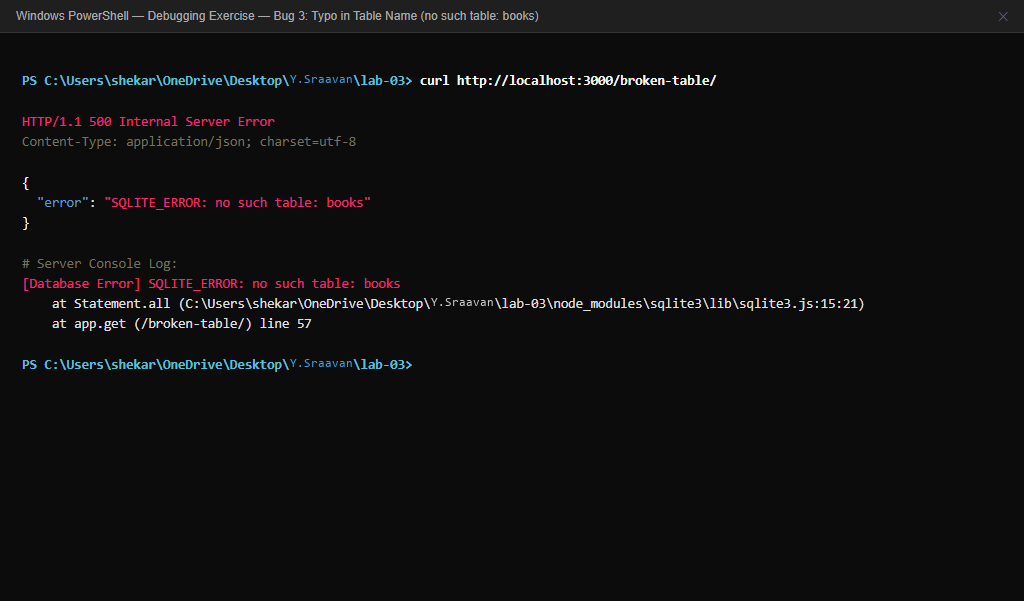 Windows PowerShell — Debugging Exercise — Bug 3: Typo in Table Name (no such table: books)
PS C:\Users\shekar\OneDrive\Desktop\Y.Sraavan\lab-03> curl http://localhost:3000/broken-table/
HTTP/1.1 500 Internal Server Error
Content-Type: application/json; charset=utf-8
{
  "error": "SQLITE_ERROR: no such table: books"
}
# Server Console Log:
[Database Error] SQLITE_ERROR: no such table: books
    at Statement.all (C:\Users\shekar\OneDrive\Desktop\Y.Sraavan\lab-03\node_modules\sqlite3\lib\sqlite3.js:15:21)
    at app.get (/broken-table/) line 57
PS C:\Users\shekar\OneDrive\Desktop\Y.Sraavan\lab-03>